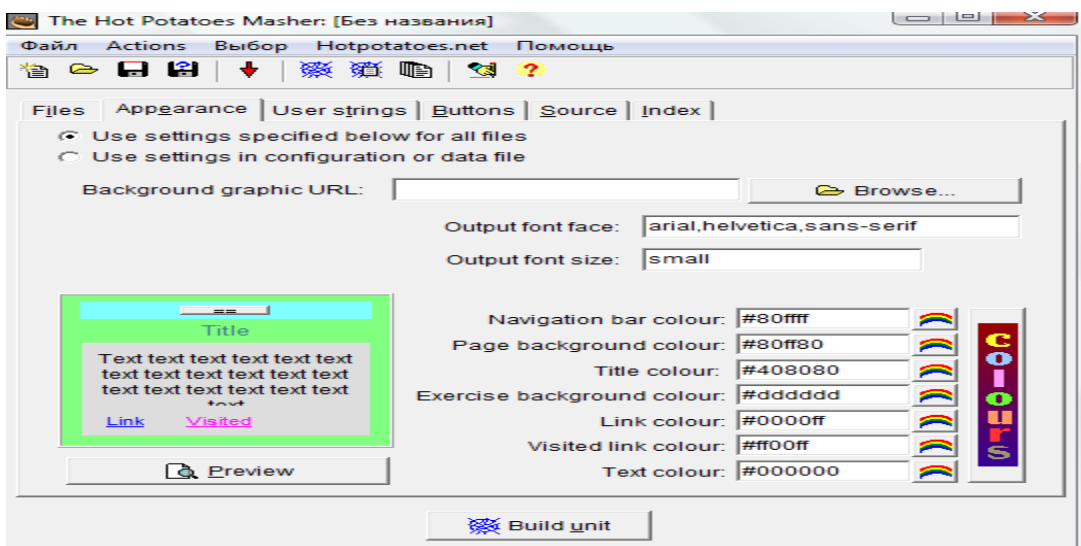 The Hot Potatoes Masher: [Без названия]
Файл Actions Выбор Hotpotatoes.net Помощь
Files Appearance User strings Buttons Source Index
Use settings specified below for all files
Use settings in configuration or data file
Background graphic URL: Browse...
Output font face: arial,helvetica,sans-serif
Output font size: small
==
Title
Text text text text text text
text text text text text text
text text text text text text
text
Link Visited
Preview
Navigation bar colour: #80ffff
Page background colour: #80ff80
Title colour: #408080
Exercise background colour: #dddddd
Link colour: #0000ff
Visited link colour: #ff00ff
Text colour: #000000
colours
Build unit